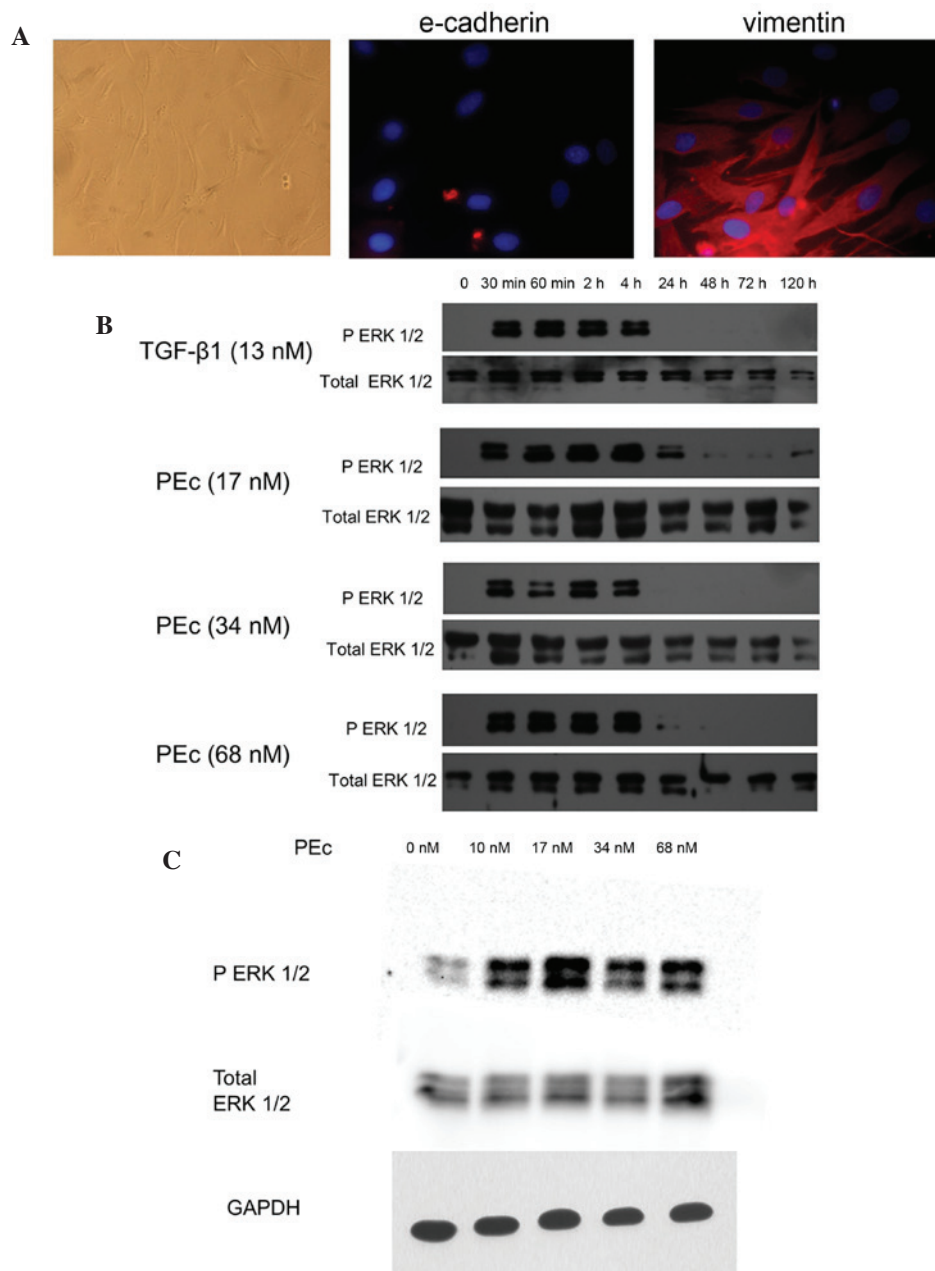 A
e-cadherin
vimentin
0 30 min 60 min 2 h 4 h 24 h 48 h 72 h 120 h
B
P ERK 1/2
TGF-β1 (13 nM)
Total ERK 1/2
P ERK 1/2
PEc (17 nM)
Total ERK 1/2
P ERK 1/2
PEc (34 nM)
Total ERK 1/2
P ERK 1/2
PEc (68 nM)
Total ERK 1/2
C
PEc 0 nM 10 nM 17 nM 34 nM 68 nM
P ERK 1/2
Total
ERK 1/2
GAPDH